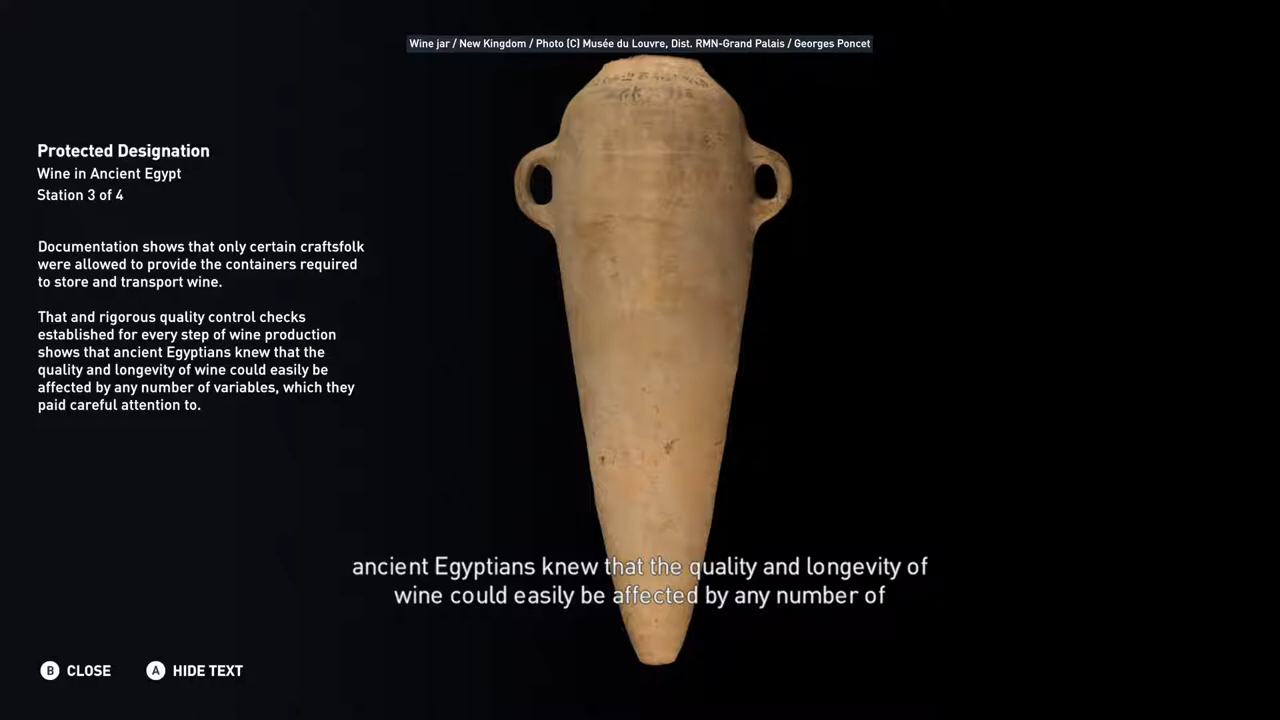 Wine jar / New Kingdom / Photo (C) Musée du Louvre, Dist. RMN-Grand Palais / Georges Poncet
Protected Designation
Wine in Ancient Egypt
Station 3 of 4
Documentation shows that only certain craftsfolk
were allowed to provide the containers required
to store and transport wine.
That and rigorous quality control checks
established for every step of wine production
shows that ancient Egyptians knew that the
quality and longevity of wine could easily be
affected by any number of variables, which they
paid careful attention to.
ancient Egyptians knew that the quality and longevity of
wine could easily be affected by any number of
B CLOSE A HIDE TEXT